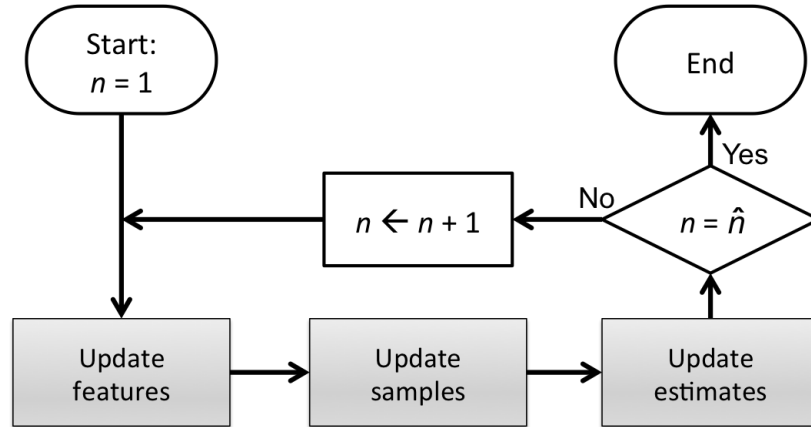 Start:
n = 1
End
Yes
No
n ← n + 1
n = n̂
Update
features
Update
samples
Update
estimates